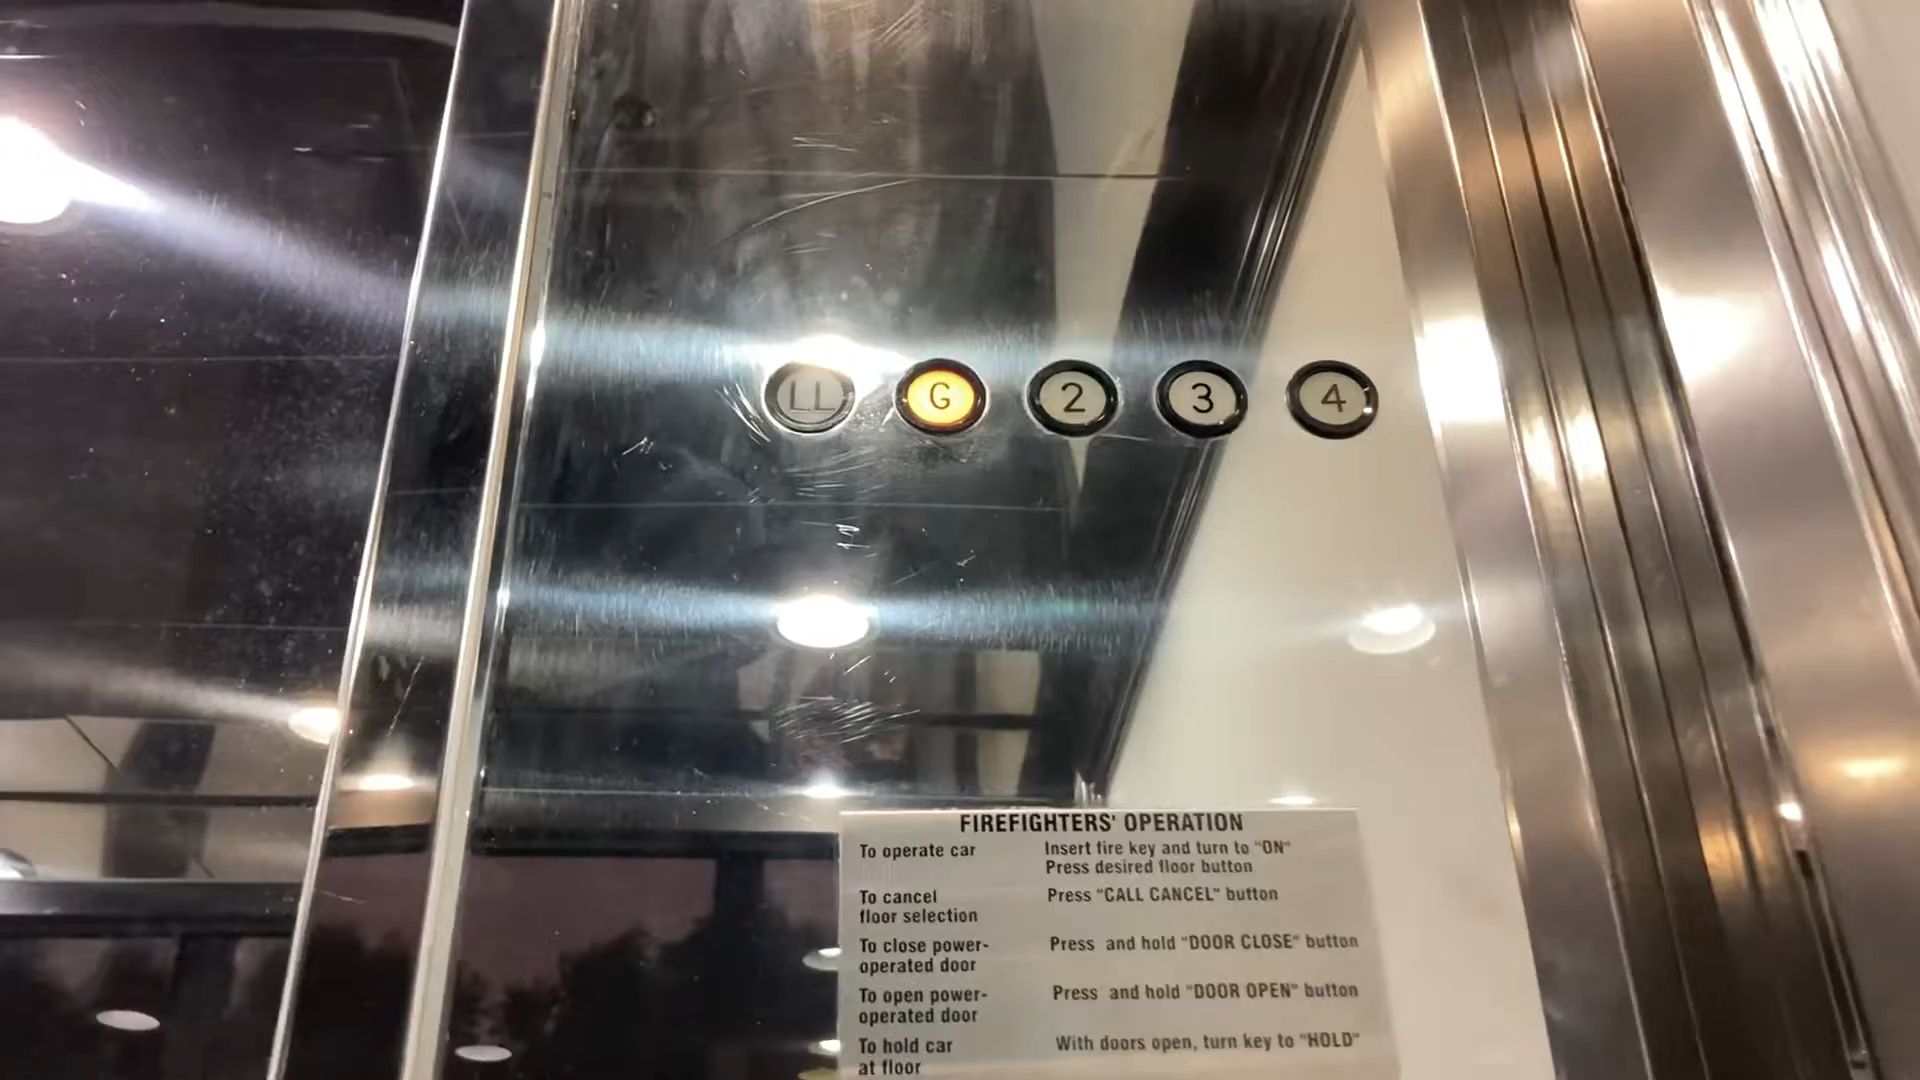 LL G 2 3 4
FIREFIGHTERS' OPERATION
To operate car Insert fire key and turn to "ON"
Press desired floor button
To cancel Press "CALL CANCEL" button
floor selection
To close power- Press and hold "DOOR CLOSE" button
operated door
To open power- Press and hold "DOOR OPEN" button
operated door
To hold car With doors open, turn key to "HOLD"
at floor